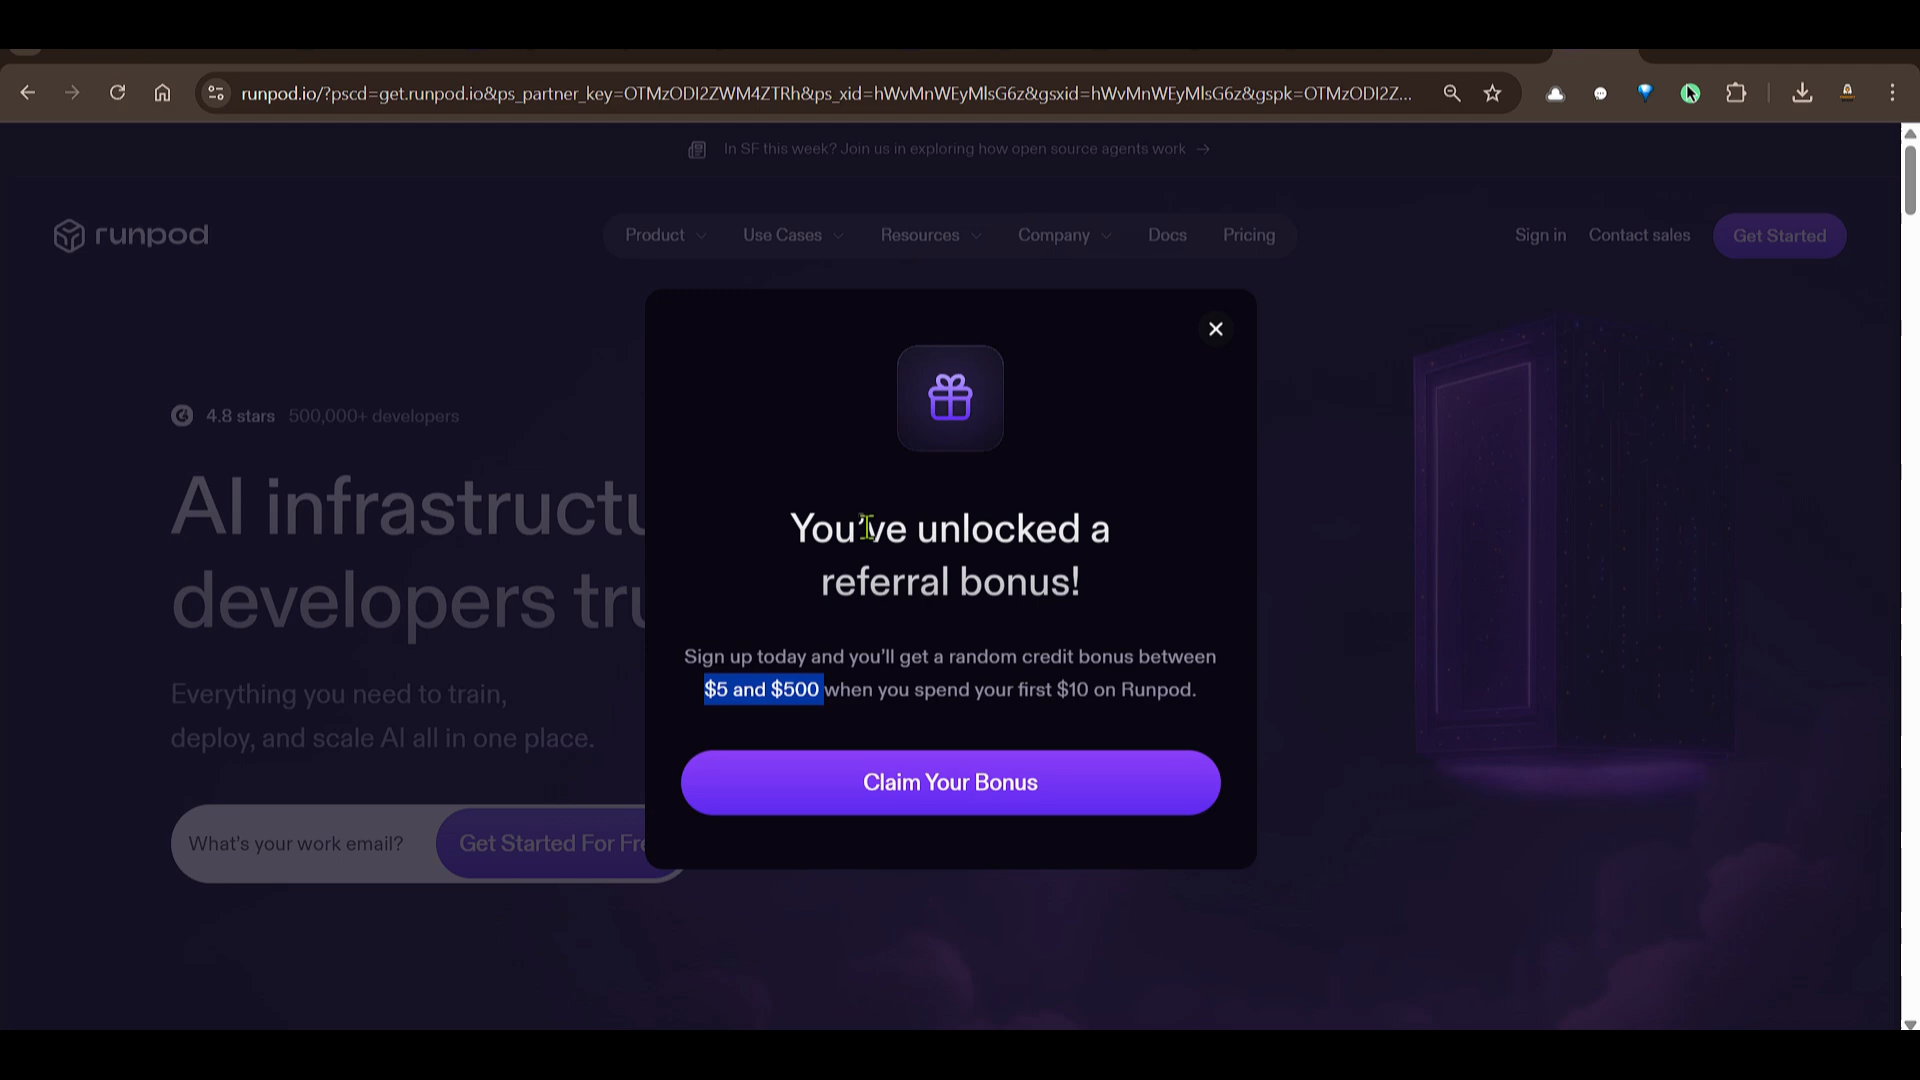 runpod.io/?pscd=get.runpod.io&ps_partner_key=OTMzODI2ZWM4ZTRh&ps_xid=hWvMnWEyMlsG6z&gsxid=hWvMnWEyMlsG6z&gspk=OTMzODI2Z...
In SF this week? Join us in exploring how open source agents work →
runpod
Product
Use Cases
Resources
Company
Docs
Pricing
Sign in
Contact sales
Get Started
4.8 stars 500,000+ developers
AI infrastructu
developers tru
Everything you need to train,
deploy, and scale AI all in one place.
What's your work email?
Get Started For Fre
You've unlocked a
referral bonus!
Sign up today and you'll get a random credit bonus between
$5 and $500 when you spend your first $10 on Runpod.
Claim Your Bonus